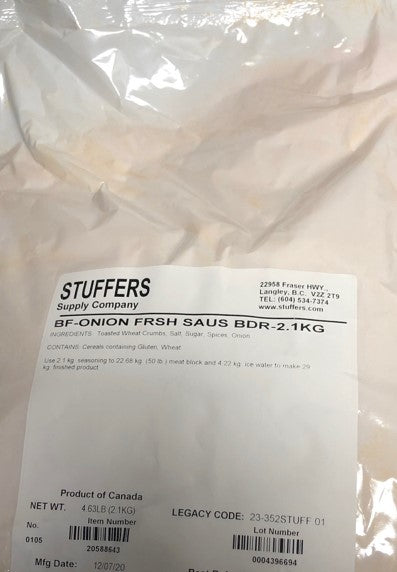 STUFFERS
Supply Company
22958 Fraser HWY.,
Langley, B.C. V2Z 2T9
TEL: (604) 534-7374
www.stuffers.com
BF-ONION FRSH SAUS BDR-2.1KG
INGREDIENTS: Toasted Wheat Crumbs, Salt, Sugar, Spices, Onion
CONTAINS: Cereals containing Gluten, Wheat
Use 2.1 kg. seasoning to 22.68 kg. (50 lb.) meat block and 4.22 kg. ice water to make 29
kg. finished product
Product of Canada
NET WT. 4.63LB (2.1KG)
LEGACY CODE: 23-352STUFF 01
No. Item Number
Lot Number
0105
20588643
0004396694
Mfg Date: 12/07/20